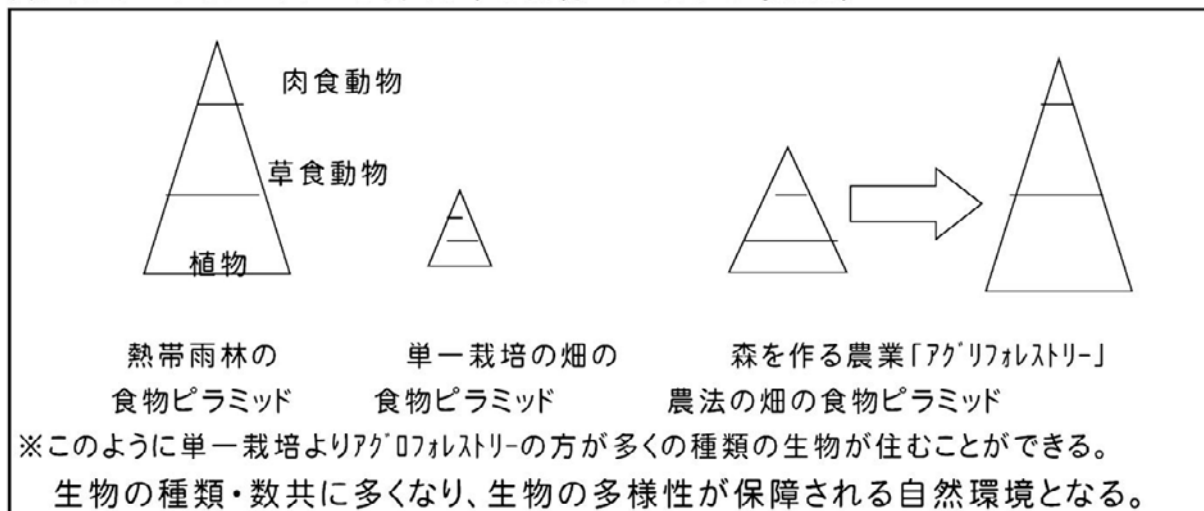 肉食動物
草食動物
植物
熱帯雨林の
食物ピラミッド
単一栽培の畑の
食物ピラミッド
森を作る農業「ｱｸﾞﾘﾌｫﾚｽﾄﾘｰ」
農法の畑の食物ピラミッド
※このように単一栽培よりｱｸﾞﾛﾌｫﾚｽﾄﾘｰの方が多くの種類の生物が住むことができる。
生物の種類・数共に多くなり、生物の多様性が保障される自然環境となる。